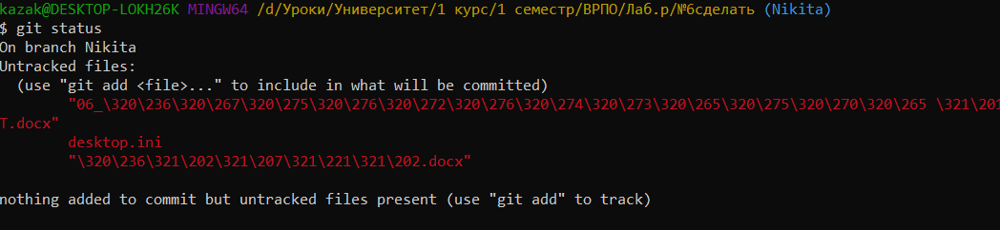 kazak@DESKTOP-LOKH26K MINGW64 /d/Уроки/Университет/1 курс/1 семестр/ВРПО/Лаб.р/№6сделать (Nikita)
$ git status
On branch Nikita
Untracked files:
  (use "git add <file>..." to include in what will be committed)
        "06_\320\236\320\267\320\275\320\276\320\272\320\276\320\274\320\273\320\265\320\275\320\270\320\265 \321\201
T.docx"
        desktop.ini
        "\320\236\321\202\321\207\321\221\321\202.docx"
nothing added to commit but untracked files present (use "git add" to track)